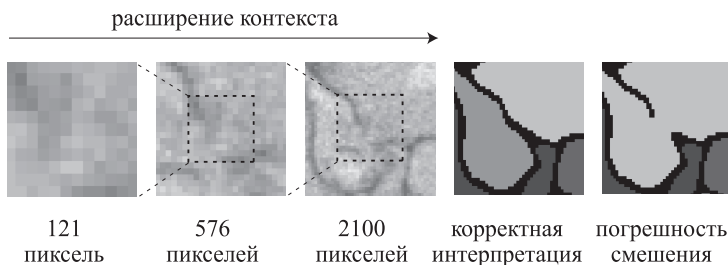 расширение контекста
121
пиксель
576
пикселей
2100
пикселей
корректная
интерпретация
погрешность
смешения